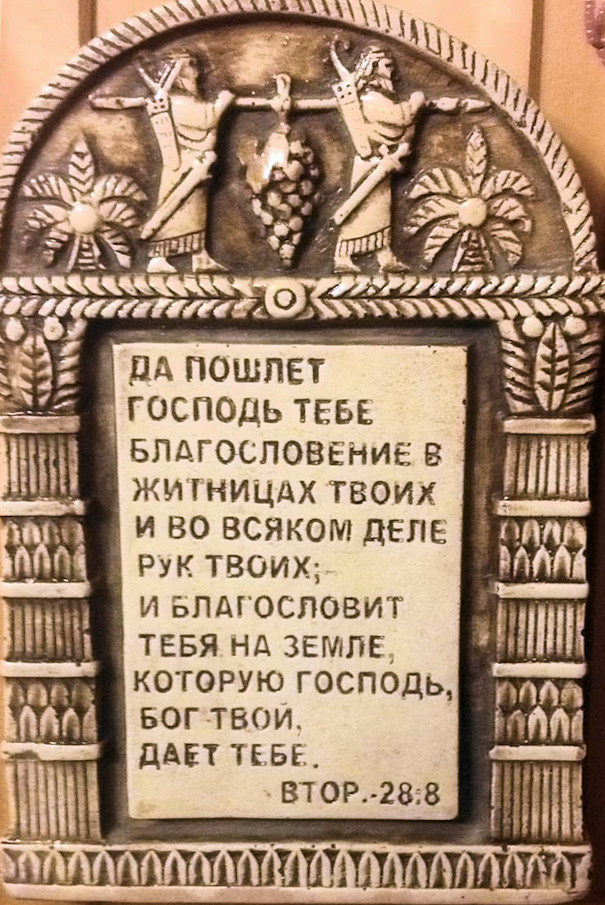 ДА ПОШЛЕТ
ГОСПОДЬ ТЕБЕ
БЛАГОСЛОВЕНИЕ В
ЖИТНИЦАХ ТВОИХ
И ВО ВСЯКОМ ДЕЛЕ
РУК ТВОИХ;
И БЛАГОСЛОВИТ
ТЕБЯ НА ЗЕМЛЕ,
КОТОРУЮ ГОСПОДЬ,
БОГ ТВОЙ,
ДАЕТ ТЕБЕ.
ВТОР.-28:8